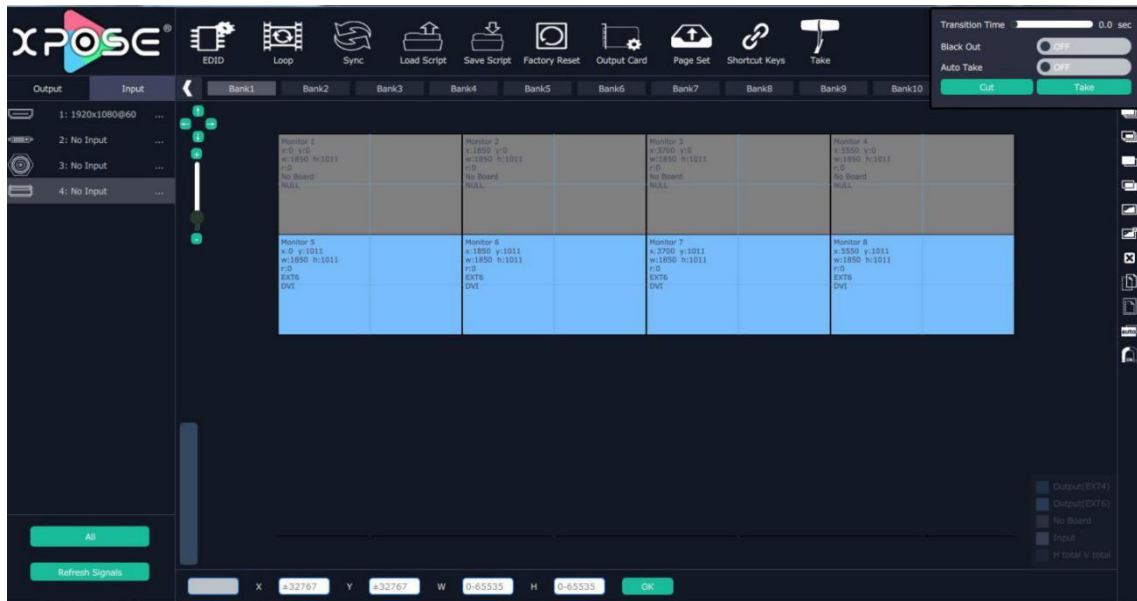 XPOSE®
EDID
Loop
Sync
Load Script
Save Script
Factory Reset
Output Card
Page Set
Shortcut Keys
Take
Transition Time 0.0 sec
Black Out OFF
Auto Take OFF
Cut Take
Output Input
Bank1 Bank2 Bank3 Bank4 Bank5 Bank6 Bank7 Bank8 Bank9 Bank10
1: 1920x1080@60 ...
2: No Input ...
3: No Input ...
4: No Input ...
Monitor 1
x:0 y:0
w:1850 h:1011
r:0
No Board
NULL
Monitor 2
x:1850 y:0
w:1850 h:1011
r:0
No Board
NULL
Monitor 3
x:3700 y:0
w:1850 h:1011
r:0
No Board
NULL
Monitor 4
x:5550 y:0
w:1850 h:1011
r:0
No Board
NULL
Monitor 5
x:0 y:1011
w:1850 h:1011
r:0
EXT6
DVI
Monitor 6
x:1850 y:1011
w:1850 h:1011
r:0
EXT6
DVI
Monitor 7
x:3700 y:1011
w:1850 h:1011
r:0
EXT6
DVI
Monitor 8
x:5550 y:1011
w:1850 h:1011
r:0
EXT6
DVI
auto
Output(EXT4)
Output(EXT6)
No Board
Input
H total V total
All
Refresh Signals
X ±32767 Y ±32767 W 0-65535 H 0-65535 OK